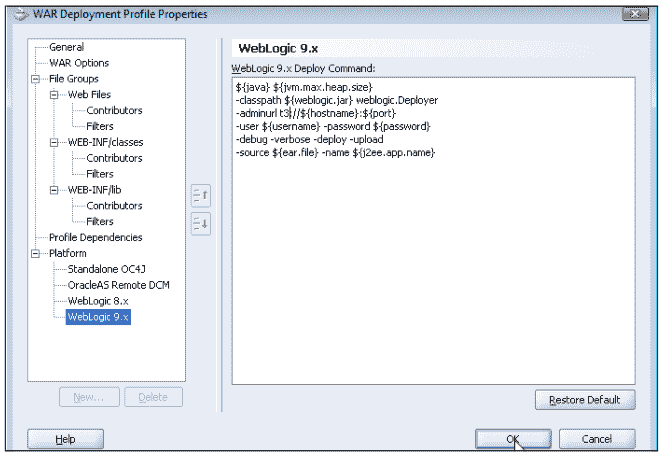 WAR Deployment Profile Properties
General
WAR Options
File Groups
Web Files
Contributors
Filters
WEB-INF/classes
Contributors
Filters
WEB-INF/lib
Contributors
Filters
Profile Dependencies
Platform
Standalone OC4J
OracleAS Remote DCM
WebLogic 8.x
WebLogic 9.x
New...
Delete
WebLogic 9.x
WebLogic 9.x Deploy Command:
${java} ${jvm.max.heap.size}
-classpath ${weblogic.jar} weblogic.Deployer
-adminurl t3://${hostname}:${port}
-user ${username} -password ${password}
-debug -verbose -deploy -upload
-source ${ear.file} -name ${j2ee.app.name}
Restore Default
Help
OK
Cancel